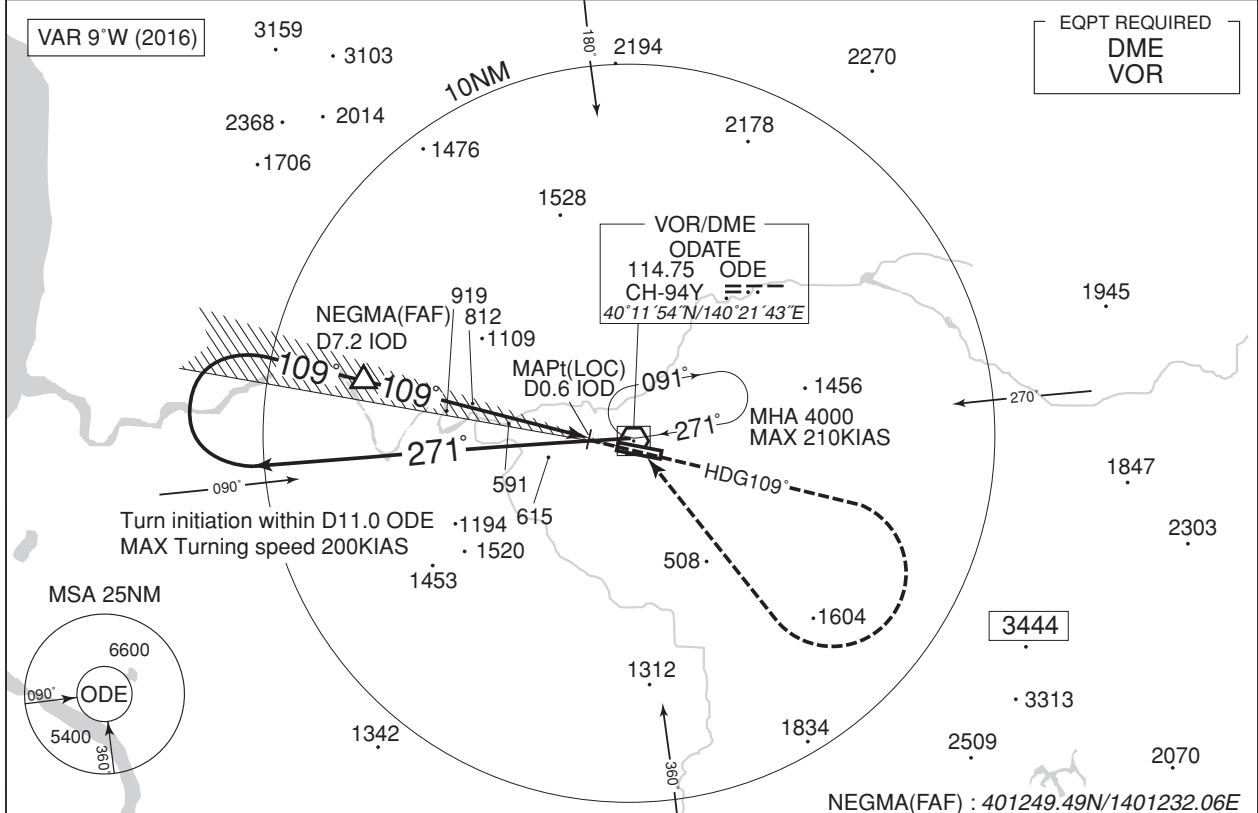 VAR 9°W (2016)
3159
3103
2368
2014
1706
1476
10NM
180°
2194
2270
EQPT REQUIRED
DME
VOR
2178
1528
VOR/DME
ODATE
114.75 ODE
CH-94Y
40°11´54˝N/140°21´43˝E
1945
NEGMA(FAF)
D7.2 IOD
919
812
1109
MAPt(LOC)
D0.6 IOD
109°
109°
091°
271°
1456
MHA 4000
MAX 210KIAS
270°
271°
090°
HDG109°
1847
591
615
Turn initiation within D11.0 ODE
MAX Turning speed 200KIAS
1194
1520
1453
508
2303
1604
MSA 25NM
6600
ODE
090°
5400
360°
3444
1312
3313
1342
1834
2509
2070
360°
NEGMA(FAF) : 401249.49N/1401232.06E